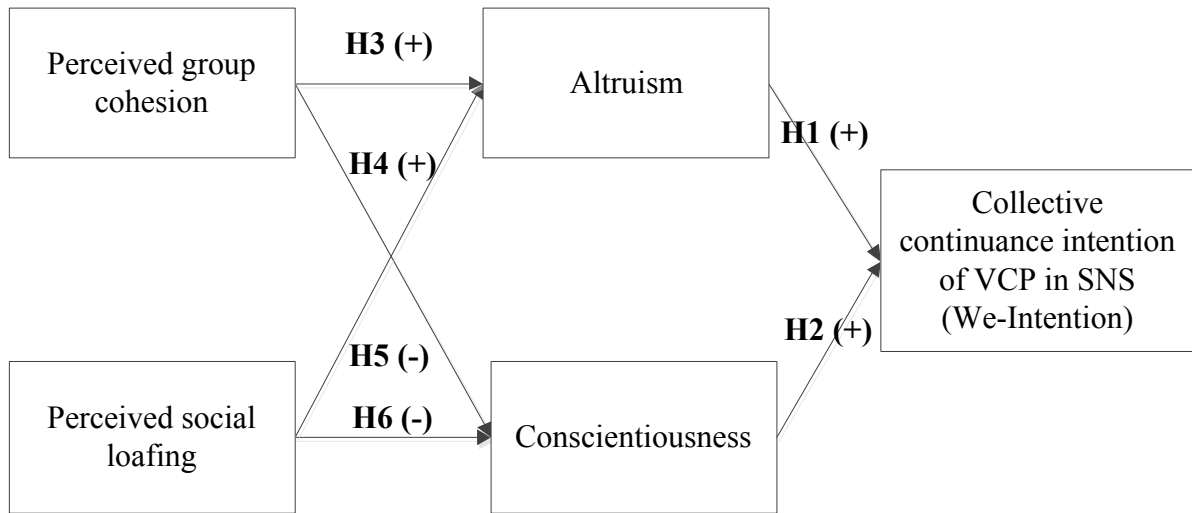 Perceived group
cohesion
H3 (+)
Altruism
H4 (+)
H1 (+)
Collective
continuance intention
of VCP in SNS
(We-Intention)
H2 (+)
H5 (-)
H6 (-)
Perceived social
loafing
Conscientiousness